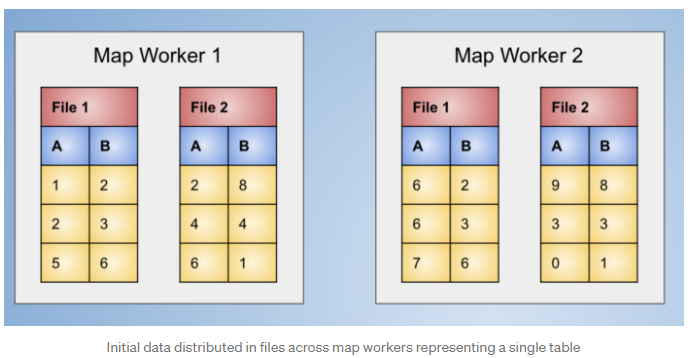 Map Worker 1
File 1
A B
1 2
2 3
5 6
File 2
A B
2 8
4 4
6 1
Map Worker 2
File 1
A B
6 2
6 3
7 6
File 2
A B
9 8
3 3
0 1
Initial data distributed in files across map workers representing a single table